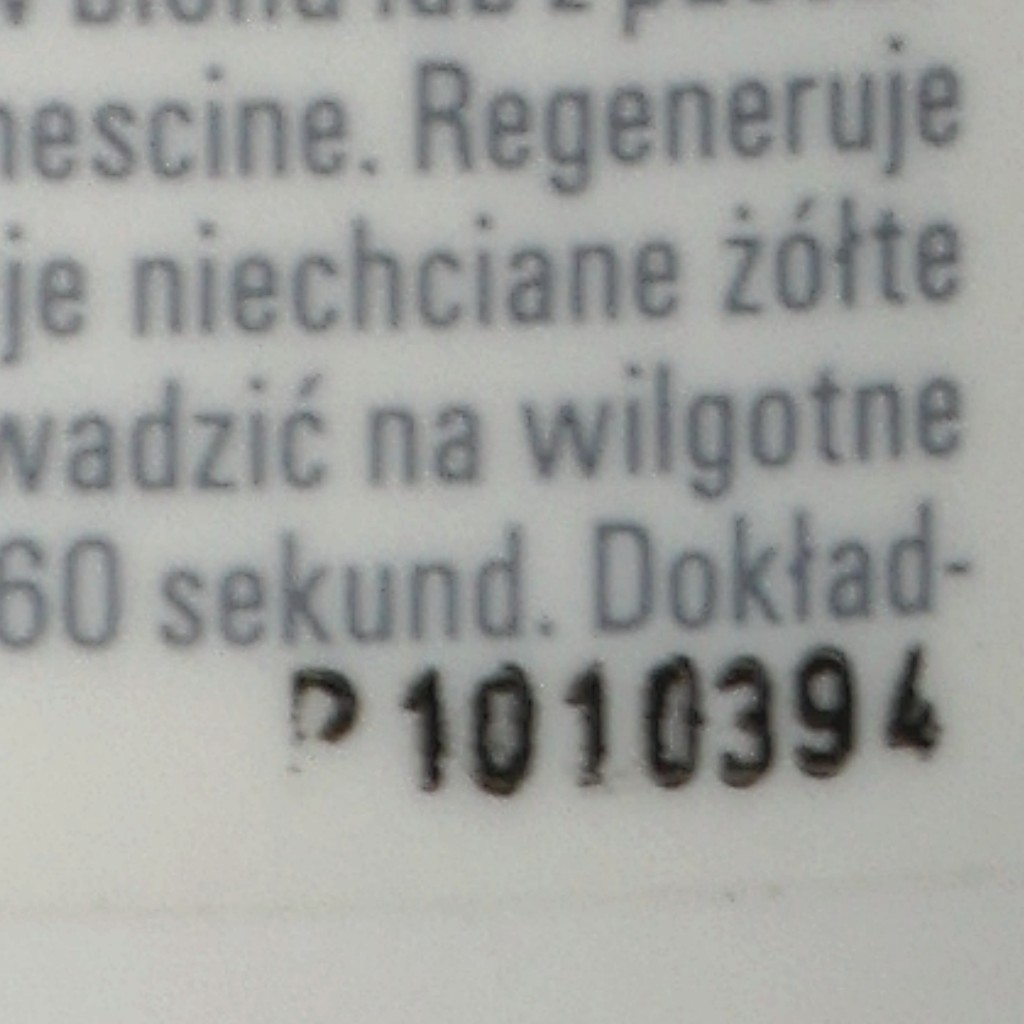 nescine. Regeneruje
je niechciane żółte
wadzić na wilgotne
60 sekund. Dokład-
P1010394